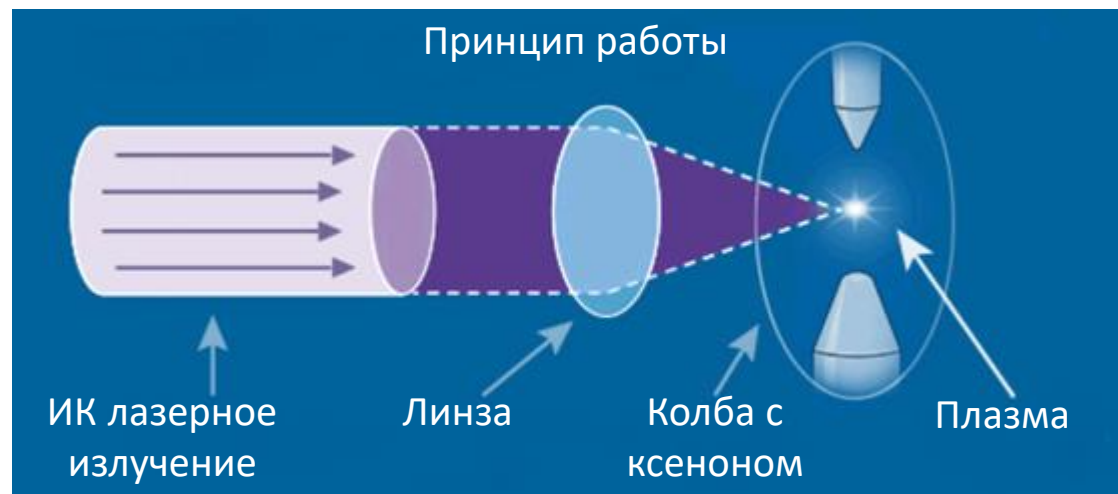 Принцип работы
ИК лазерное
излучение
Линза
Колба с
ксеноном
Плазма